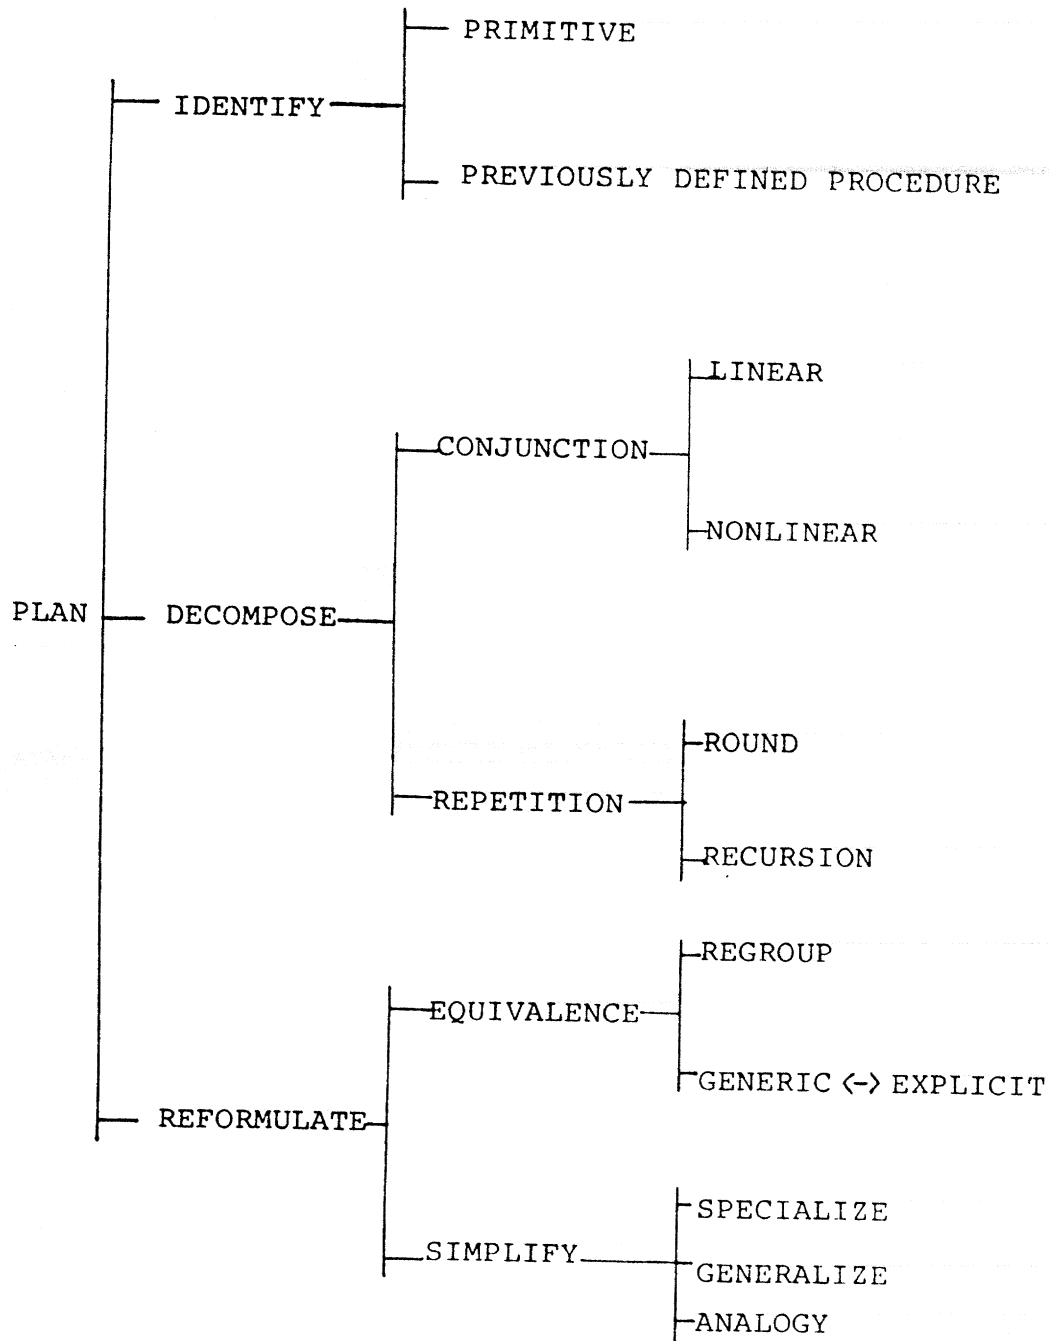 PRIMITIVE
IDENTIFY
PREVIOUSLY DEFINED PROCEDURE
LINEAR
CONJUNCTION
NONLINEAR
PLAN
DECOMPOSE
ROUND
REPETITION
RECURSION
REGROUP
EQUIVALENCE
GENERIC <-> EXPLICIT
REFORMULATE
SPECIALIZE
SIMPLIFY
GENERALIZE
ANALOGY